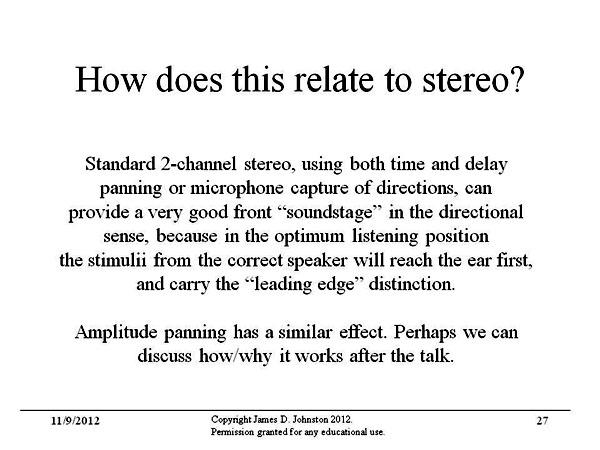 How does this relate to stereo?
Standard 2-channel stereo, using both time and delay
panning or microphone capture of directions, can
provide a very good front “soundstage” in the directional
sense, because in the optimum listening position
the stimulii from the correct speaker will reach the ear first,
and carry the “leading edge” distinction.
Amplitude panning has a similar effect. Perhaps we can
discuss how/why it works after the talk.
11/9/2012
Copyright James D. Johnston 2012.
Permission granted for any educational use.
27